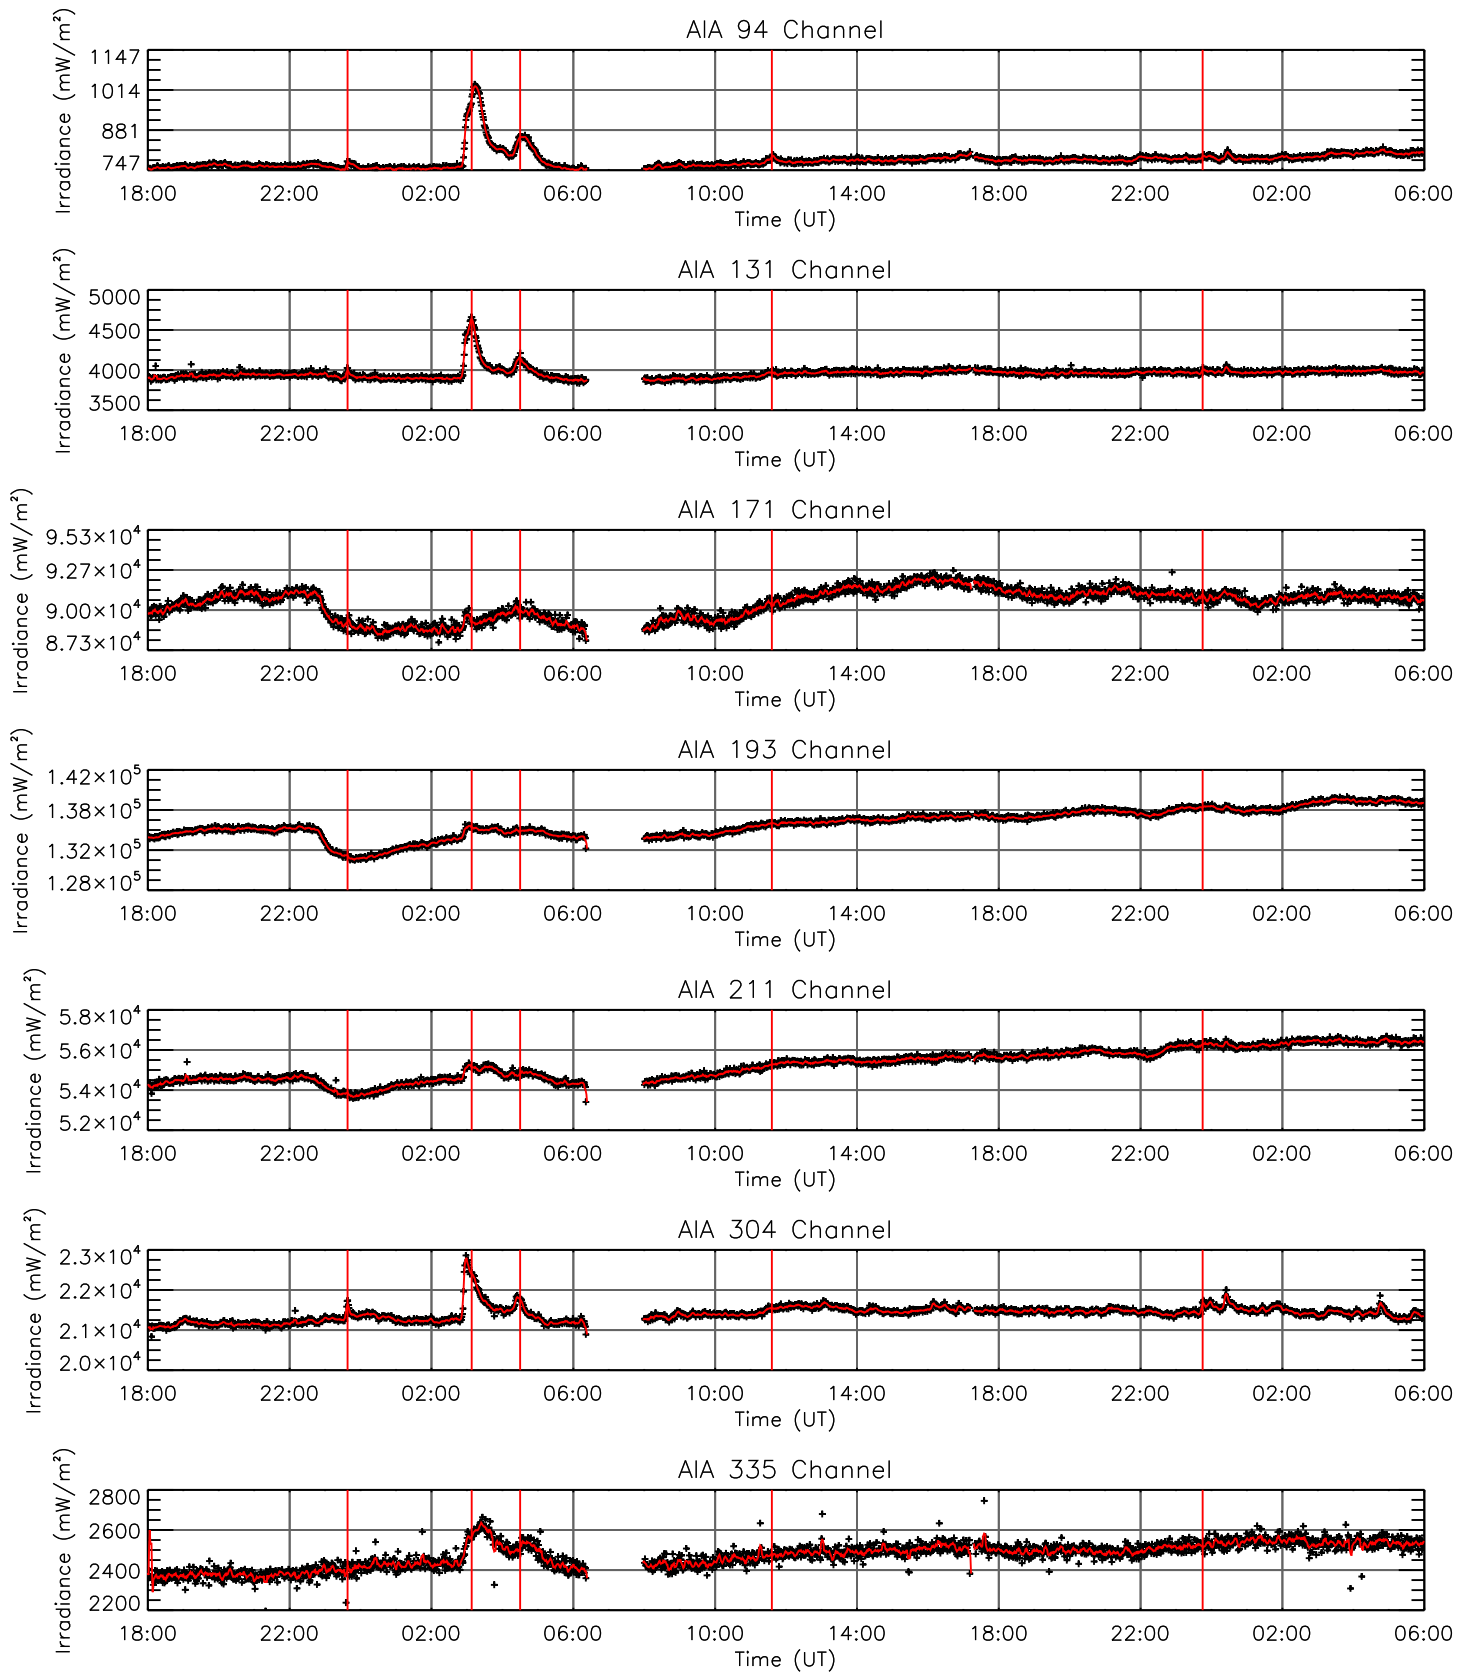 AIA 94 Channel
Irradiance (mW/m²)
1147
1014
881
747
18:00 22:00 02:00 06:00 10:00 14:00 18:00 22:00 02:00 06:00
Time (UT)
AIA 131 Channel
Irradiance (mW/m²)
5000
4500
4000
3500
18:00 22:00 02:00 06:00 10:00 14:00 18:00 22:00 02:00 06:00
Time (UT)
AIA 171 Channel
Irradiance (mW/m²)
9.53×10⁴
9.27×10⁴
9.00×10⁴
8.73×10⁴
18:00 22:00 02:00 06:00 10:00 14:00 18:00 22:00 02:00 06:00
Time (UT)
AIA 193 Channel
Irradiance (mW/m²)
1.42×10⁵
1.38×10⁵
1.32×10⁵
1.28×10⁵
18:00 22:00 02:00 06:00 10:00 14:00 18:00 22:00 02:00 06:00
Time (UT)
AIA 211 Channel
Irradiance (mW/m²)
5.8×10⁴
5.6×10⁴
5.4×10⁴
5.2×10⁴
18:00 22:00 02:00 06:00 10:00 14:00 18:00 22:00 02:00 06:00
Time (UT)
AIA 304 Channel
Irradiance (mW/m²)
2.3×10⁴
2.2×10⁴
2.1×10⁴
2.0×10⁴
18:00 22:00 02:00 06:00 10:00 14:00 18:00 22:00 02:00 06:00
Time (UT)
AIA 335 Channel
Irradiance (mW/m²)
2800
2600
2400
2200
18:00 22:00 02:00 06:00 10:00 14:00 18:00 22:00 02:00 06:00
Time (UT)